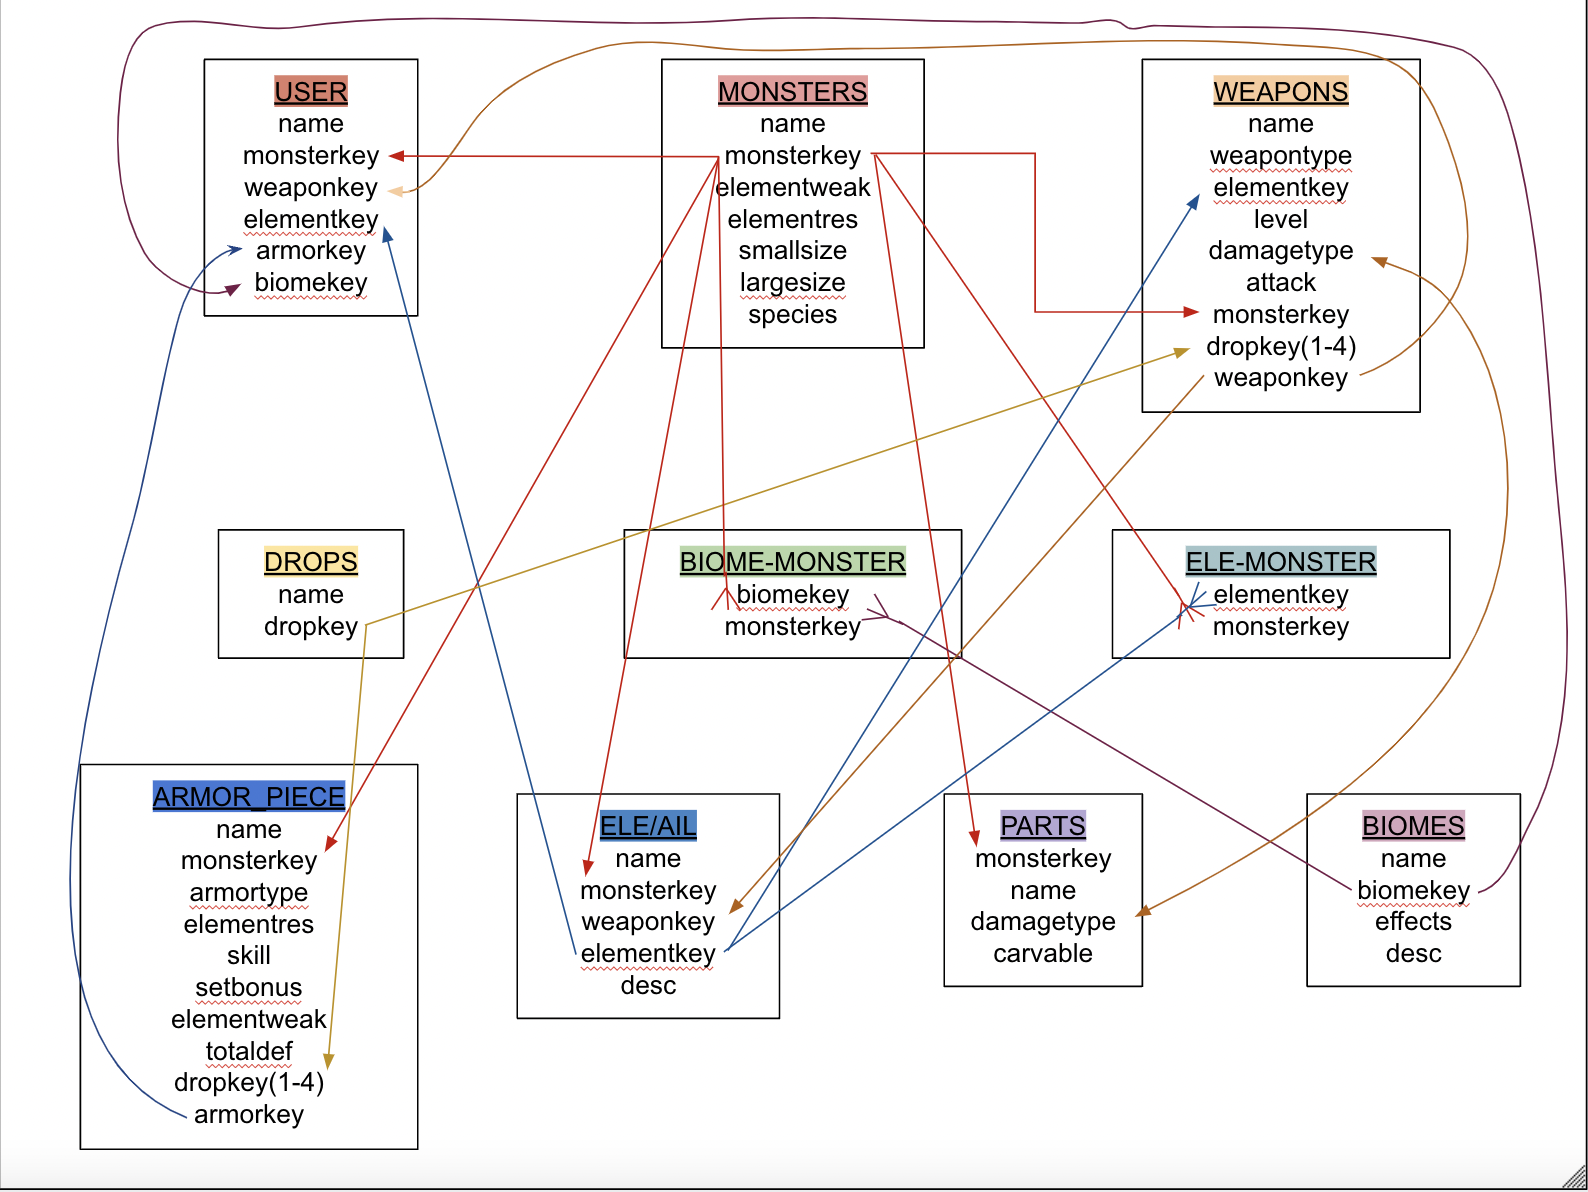 USER
name
monsterkey
weaponkey
elementkey
armorkey
biomekey
MONSTERS
name
monsterkey
elementweak
elementres
smallsize
largesize
species
WEAPONS
name
weapontype
elementkey
level
damagetype
attack
monsterkey
dropkey(1-4)
weaponkey
DROPS
name
dropkey
BIOME-MONSTER
biomekey
monsterkey
ELE-MONSTER
elementkey
monsterkey
ARMOR_PIECE
name
monsterkey
armortype
elementres
skill
setbonus
elementweak
totaldef
dropkey(1-4)
armorkey
ELE/AIL
name
monsterkey
weaponkey
elementkey
desc
PARTS
monsterkey
name
damagetype
carvable
BIOMES
name
biomekey
effects
desc